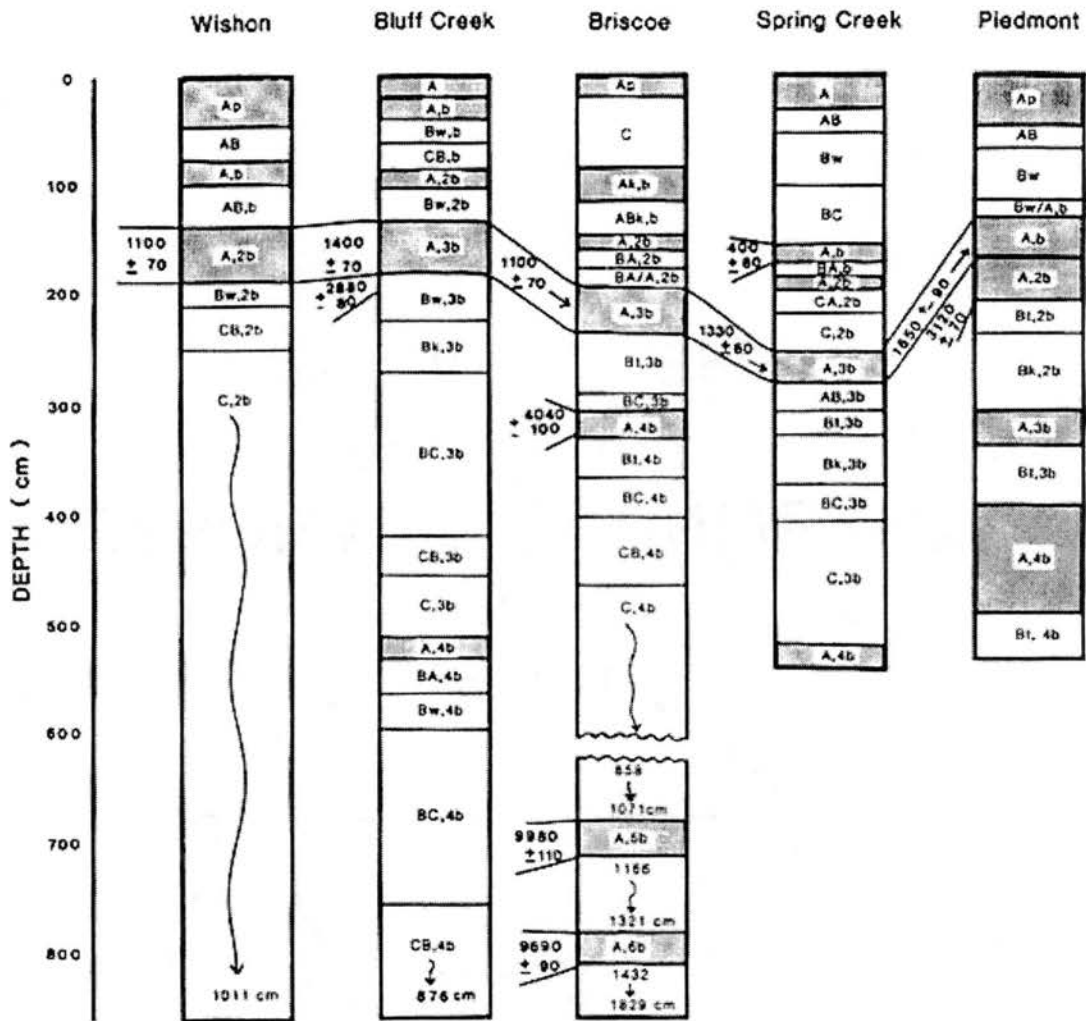 Wishon
Bluff Creek
Briscoe
Spring Creek
Piedmont
DEPTH ( cm )
0
100
200
300
400
500
600
700
800
Ap
AB
A,b
AB,b
A,2b
Bw,2b
CB,2b
C,2b
1011 cm
1100
± 70
A
A,b
Bw,b
CB,b
A,2b
Bw,2b
A,3b
Bw,3b
Bk,3b
BC,3b
CB,3b
C,3b
A,4b
BA,4b
Bw,4b
BC,4b
CB,4b
876 cm
1400
± 70
± 2880
80
Ap
C
Ak,b
ABk,b
A,2b
BA,2b
BA/A,2b
A,3b
Bt,3b
BC,3b
A,4b
Bt,4b
BC,4b
CB,4b
C,4b
858
1071cm
A,5b
1166
1321 cm
A,6b
1432
1829 cm
1100
± 70
± 4040
100
9980
±110
9690
± 90
A
AB
Bw
BC
A,b
BA,b
A,2b
CA,2b
C,2b
A,3b
AB,3b
Bt,3b
Bk,3b
BC,3b
C,3b
A,4b
1330
±60
400
± 60
Ap
AB
Bw
Bw/A,b
A,b
A,2b
Bt,2b
Bk,2b
A,3b
Bt,3b
A,4b
Bt,4b
1650 +- 90
3120
+- 70